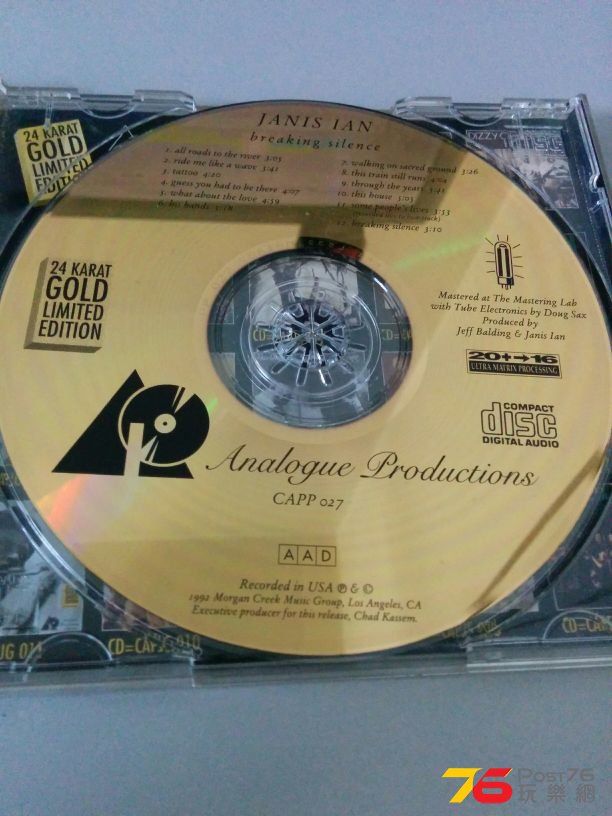 24 KARAT
GOLD
LIMITED
EDITION
JANIS IAN
breaking silence
1. all roads to the river 3:05
2. ride me like a wave 3:41
3. tattoo 4:20
4. guess you had to be there 4:07
5. what about the love 4:59
6. his hands
7. walking on sacred ground 3:26
8. this train still runs 4:04
9. through the years
10. this house 5:03
11. some people's lives 3:53
12. breaking silence 3:10
disc
24 KARAT
GOLD
LIMITED
EDITION
Mastered at The Mastering Lab
with Tube Electronics by Doug Sax
Produced by
Jeff Balding & Janis Ian
20+→16
ULTRA MATRIX PROCESSING
COMPACT
disc
DIGITAL AUDIO
Analogue Productions
CAPP 027
AAD
Recorded in USA ℗ & ©
1992 Morgan Creek Music Group, Los Angeles, CA
Executive producer for this release, Chad Kassem.
76 Post76
玩樂網